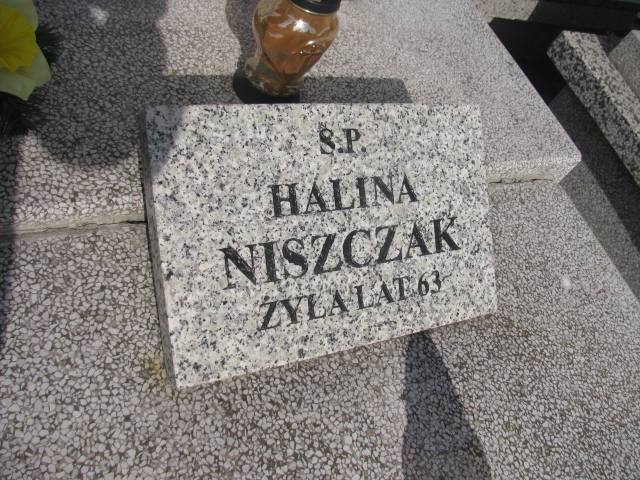 Ś.P.
HALINA
NISZCZAK
ŻYŁA LAT 63